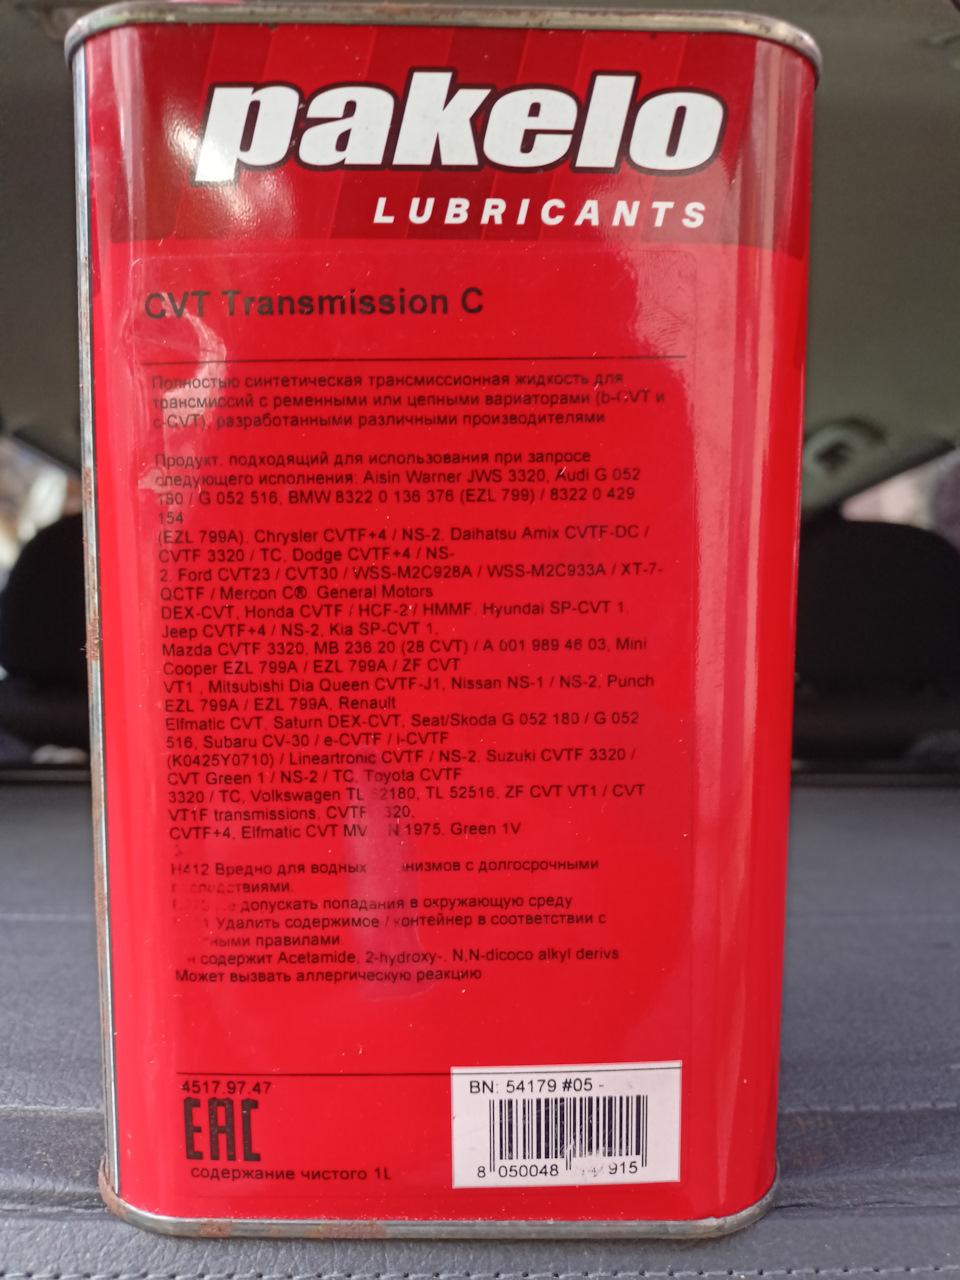 pakelo
LUBRICANTS
CVT Transmission C
Полностью синтетическая трансмиссионная жидкость для
трансмиссий с ременными или цепными вариаторами (b-CVT и
c-CVT), разработанными различными производителями
Продукт, подходящий для использования при запросе
следующего исполнения: Aisin Warner JWS 3320, Audi G 052
180 / G 052 516, BMW 8322 0 136 376 (EZL 799) / 8322 0 429
154
(EZL 799A), Chrysler CVTF+4 / NS-2, Daihatsu Amix CVTF-DC /
CVTF 3320 / TC, Dodge CVTF+4 / NS-
2, Ford CVT23 / CVT30 / WSS-M2C928A / WSS-M2C933A / XT-7-
QCTF / Mercon C®, General Motors
DEX-CVT, Honda CVTF / HCF-2 / HMMF, Hyundai SP-CVT 1,
Jeep CVTF+4 / NS-2, Kia SP-CVT 1,
Mazda CVTF 3320, MB 236.20 (28 CVT) / A 001 989 46 03, Mini
Cooper EZL 799A / EZL 799A / ZF CVT
VT1 , Mitsubishi Dia Queen CVTF-J1, Nissan NS-1 / NS-2, Punch
EZL 799A / EZL 799A, Renault
Elfmatic CVT, Saturn DEX-CVT, Seat/Skoda G 052 180 / G 052
516, Subaru CV-30 / e-CVTF / i-CVTF
(K0425Y0710) / Lineartronic CVTF / NS-2, Suzuki CVTF 3320 /
CVT Green 1 / NS-2 / TC, Toyota CVTF
3320 / TC, Volkswagen TL 52180, TL 52516, ZF CVT VT1 / CVT
VT1F transmissions, CVTF 320,
CVTF+4, Elfmatic CVT MV N 1975, Green 1V
H412 Вредно для водных с долгосрочными
допускать попадания в окружающую среду
Удалить содержимое / контейнер в соответствии с
правилами.
содержит Acetamide, 2-hydroxy-, N,N-dicoco alkyl derivs
Может вызвать аллергическую реакцию
4517.97.47
EAC
содержание чистого 1L
BN: 54179 #05 -
8 050048 915